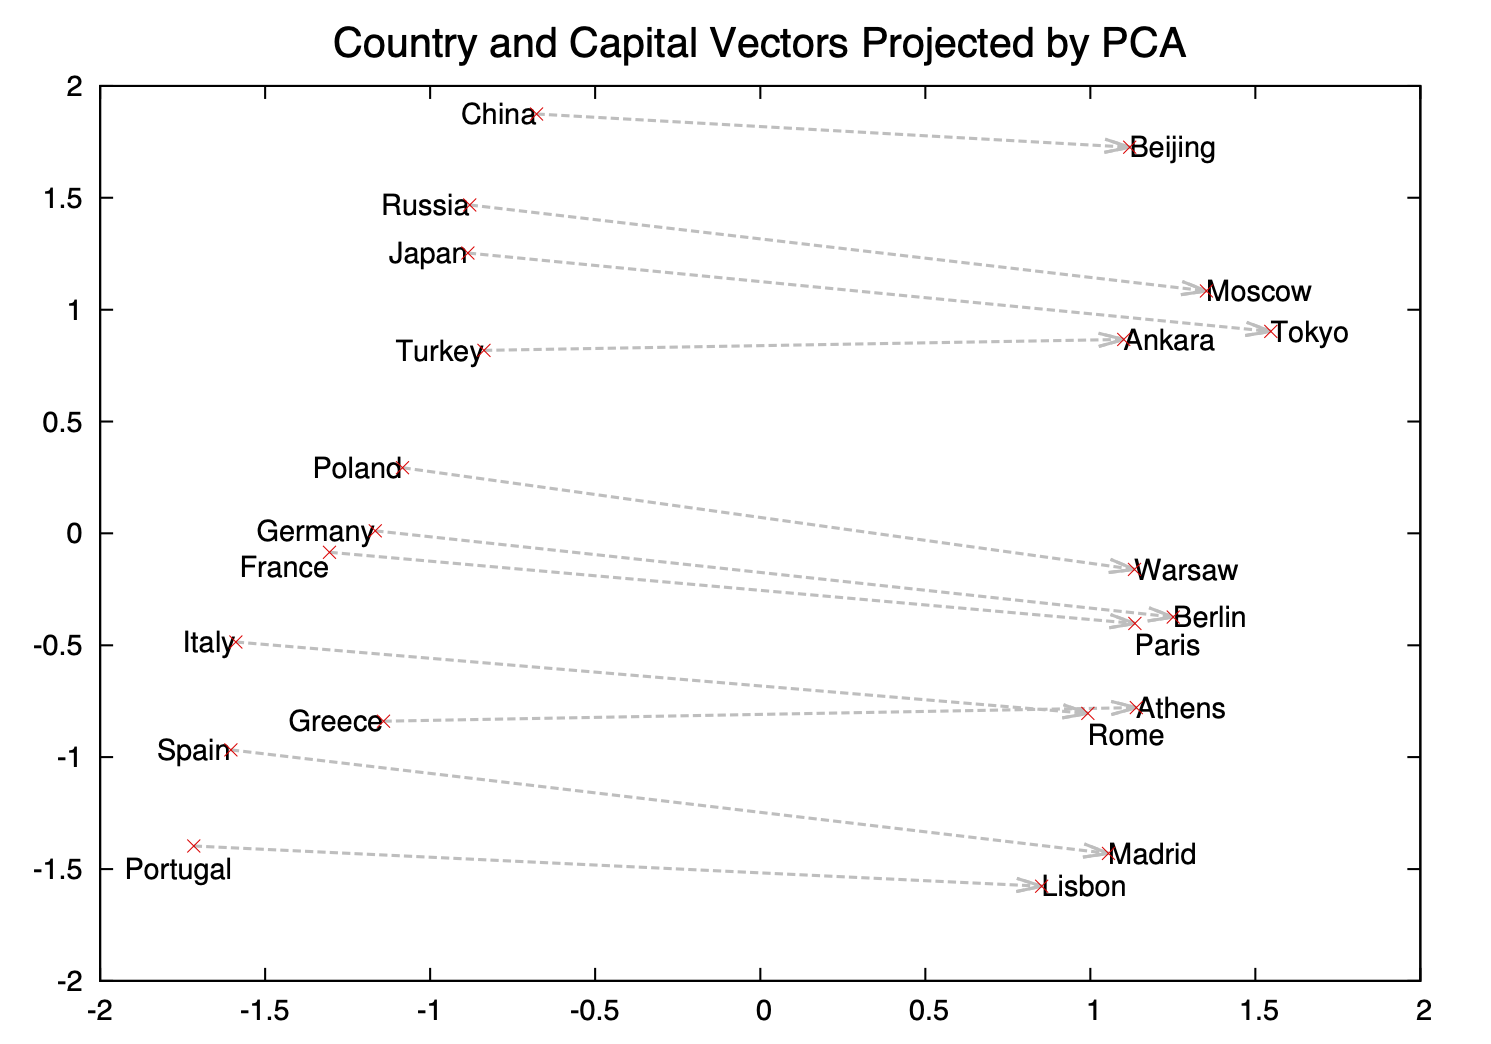 Country and Capital Vectors Projected by PCA
2
China
Beijing
1.5
Russia
Japan
Moscow
1
Tokyo
Turkey
Ankara
0.5
Poland
Germany
0
France
Warsaw
Berlin
Italy
-0.5
Paris
Athens
Greece
Rome
Spain
-1
Madrid
Portugal
-1.5
Lisbon
-2
-2
-1.5
-1
-0.5
0
0.5
1
1.5
2